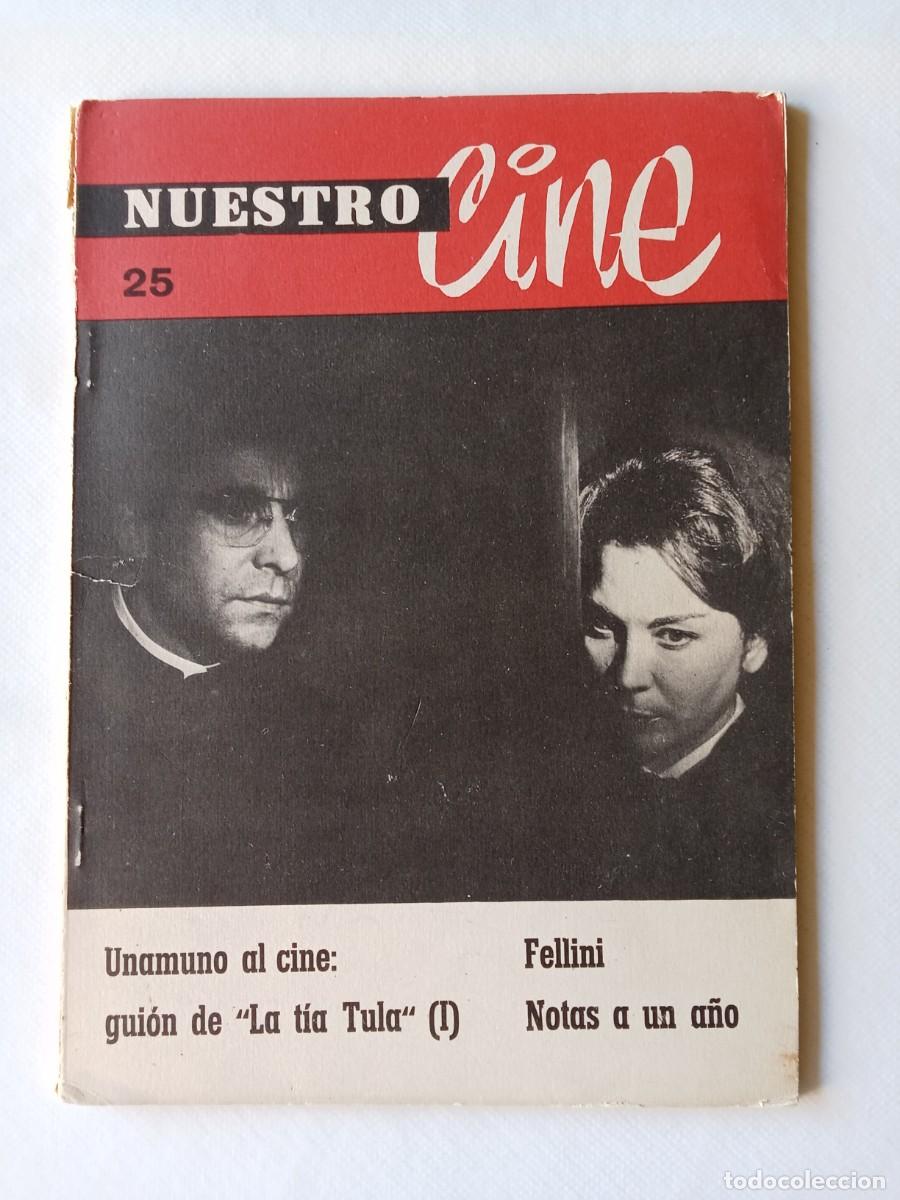 NUESTRO cine
25
Unamuno al cine:
guión de “La tía Tula“ (I)
Fellini
Notas a un año
todocoleccion